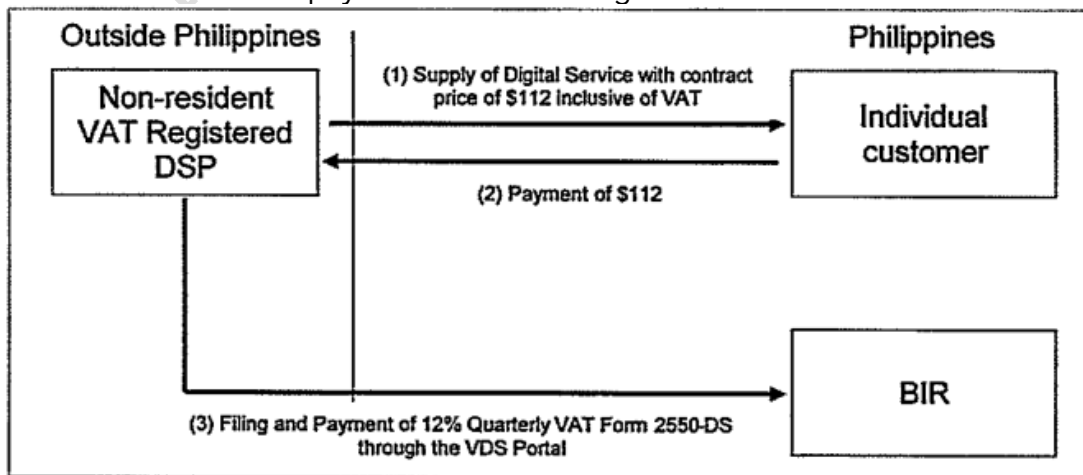 Outside Philippines
Philippines
Non-resident
VAT Registered
DSP
(1) Supply of Digital Service with contract
price of $112 inclusive of VAT
Individual
customer
(2) Payment of $112
BIR
(3) Filing and Payment of 12% Quarterly VAT Form 2550-DS
through the VDS Portal